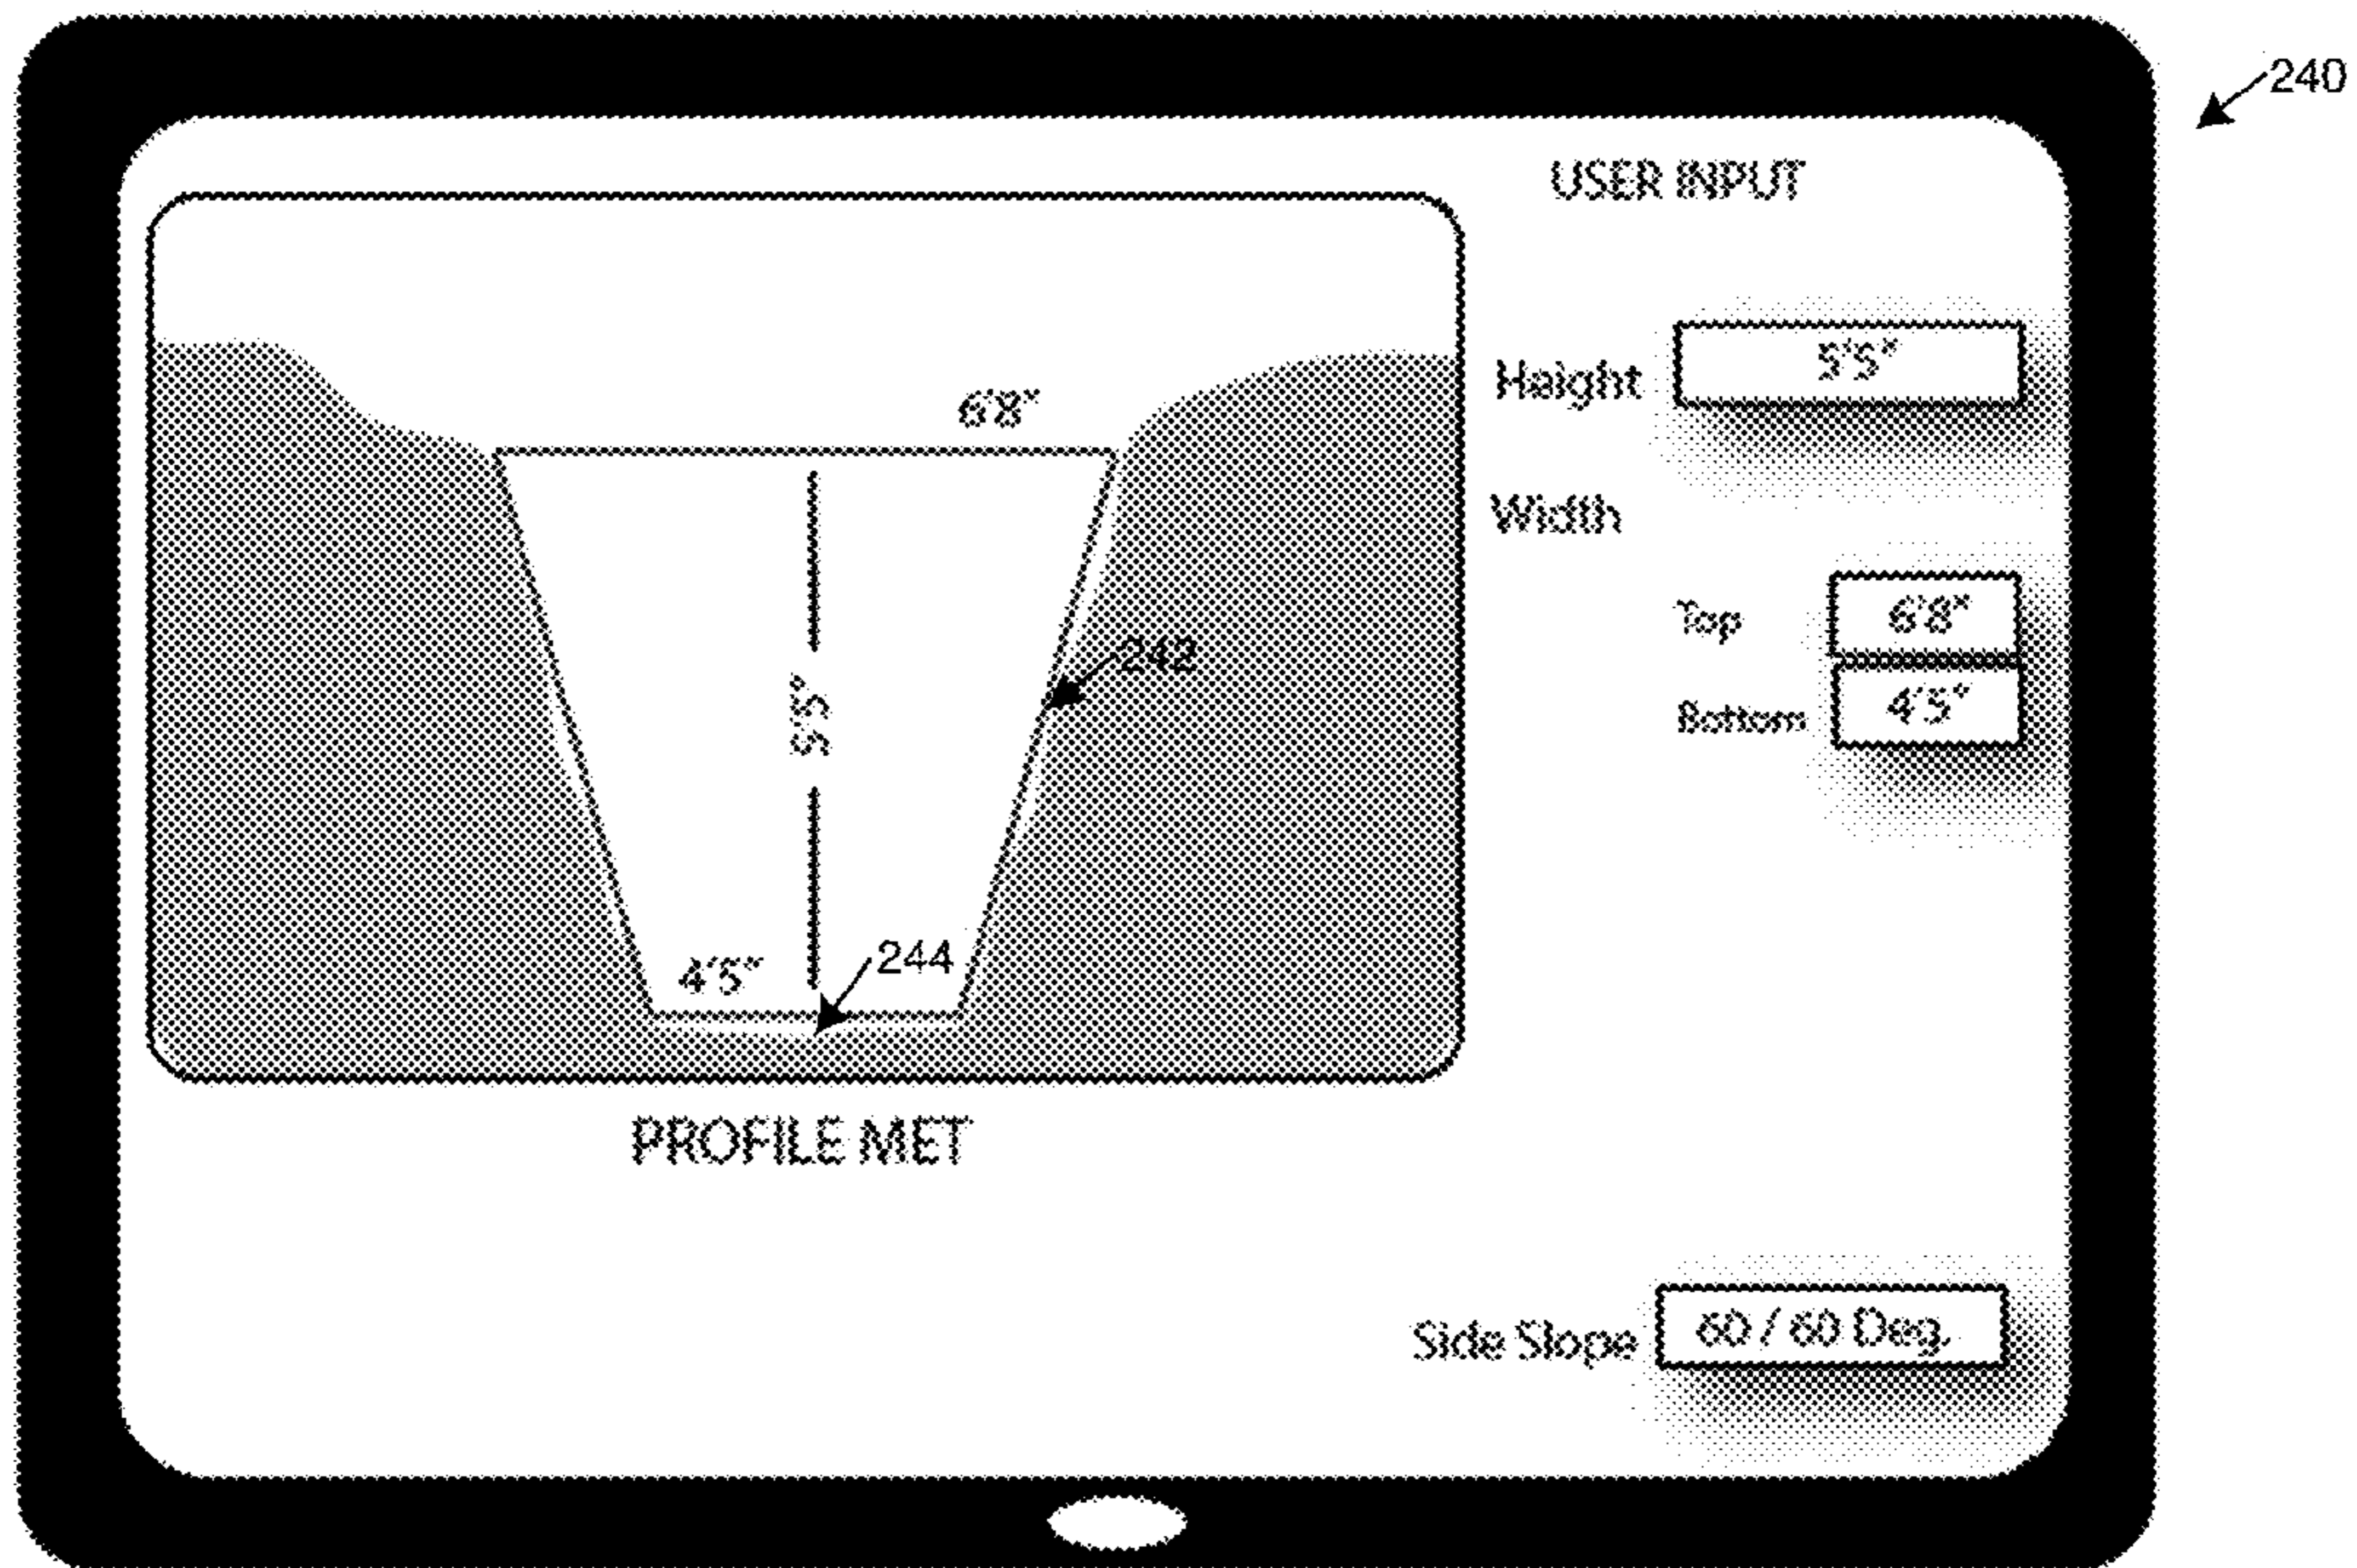 240
USER INPUT
Height 5'5"
Width
Top 6'8"
Bottom 4'5"
6'8"
242
5'5"
4'5"
244
PROFILE MET
Side Slope 60 / 60 Deg.